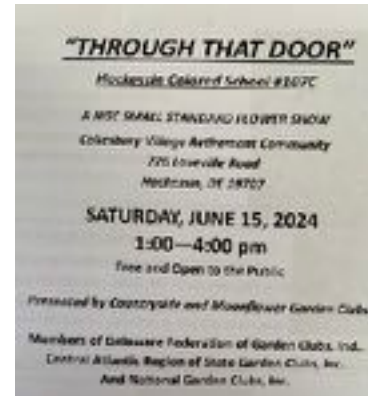 "THROUGH THAT DOOR"
Hockessin Colored School #107C
A NGC SMALL STANDARD FLOWER SHOW
Cokesbury Village Retirement Community
726 Loveville Road
Hockessin, DE 19707
SATURDAY, JUNE 15, 2024
1:00—4:00 pm
Free and Open to the Public
Presented by Countryside and Moonflower Garden Clubs
Members of Delaware Federation of Garden Clubs, Ind.,
Central Atlantic Region of State Garden Clubs, Inc.
And National Garden Clubs, Inc.